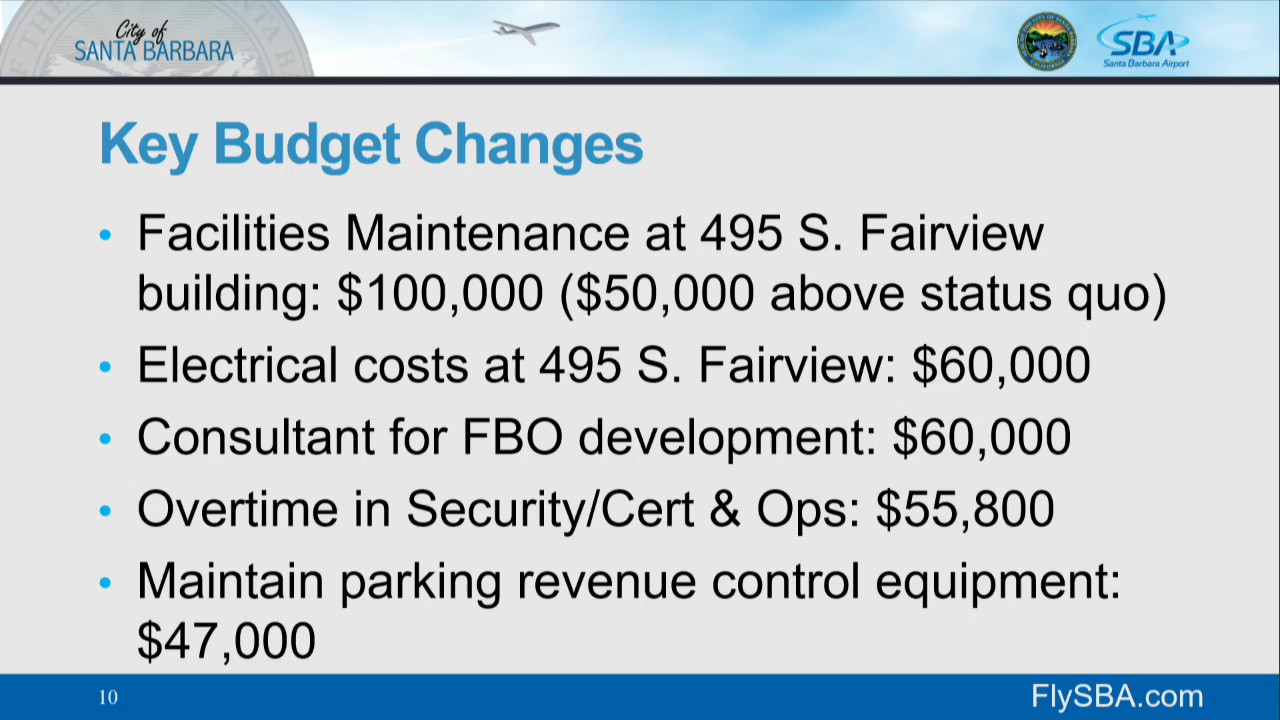 City of
SANTA BARBARA
SBA
Santa Barbara Airport
Key Budget Changes
• Facilities Maintenance at 495 S. Fairview
building: $100,000 ($50,000 above status quo)
• Electrical costs at 495 S. Fairview: $60,000
• Consultant for FBO development: $60,000
• Overtime in Security/Cert & Ops: $55,800
• Maintain parking revenue control equipment:
$47,000
10
FlySBA.com